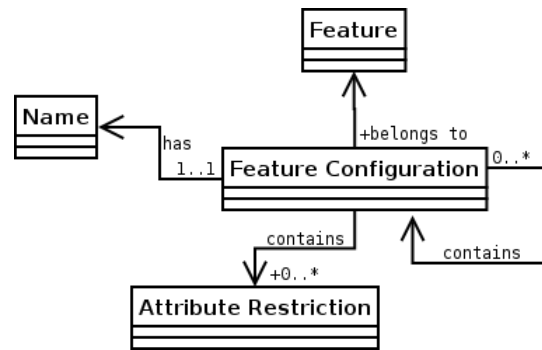 Feature
Name
+belongs to
has
1..1
Feature Configuration
0..*
contains
contains
+0..*
Attribute Restriction